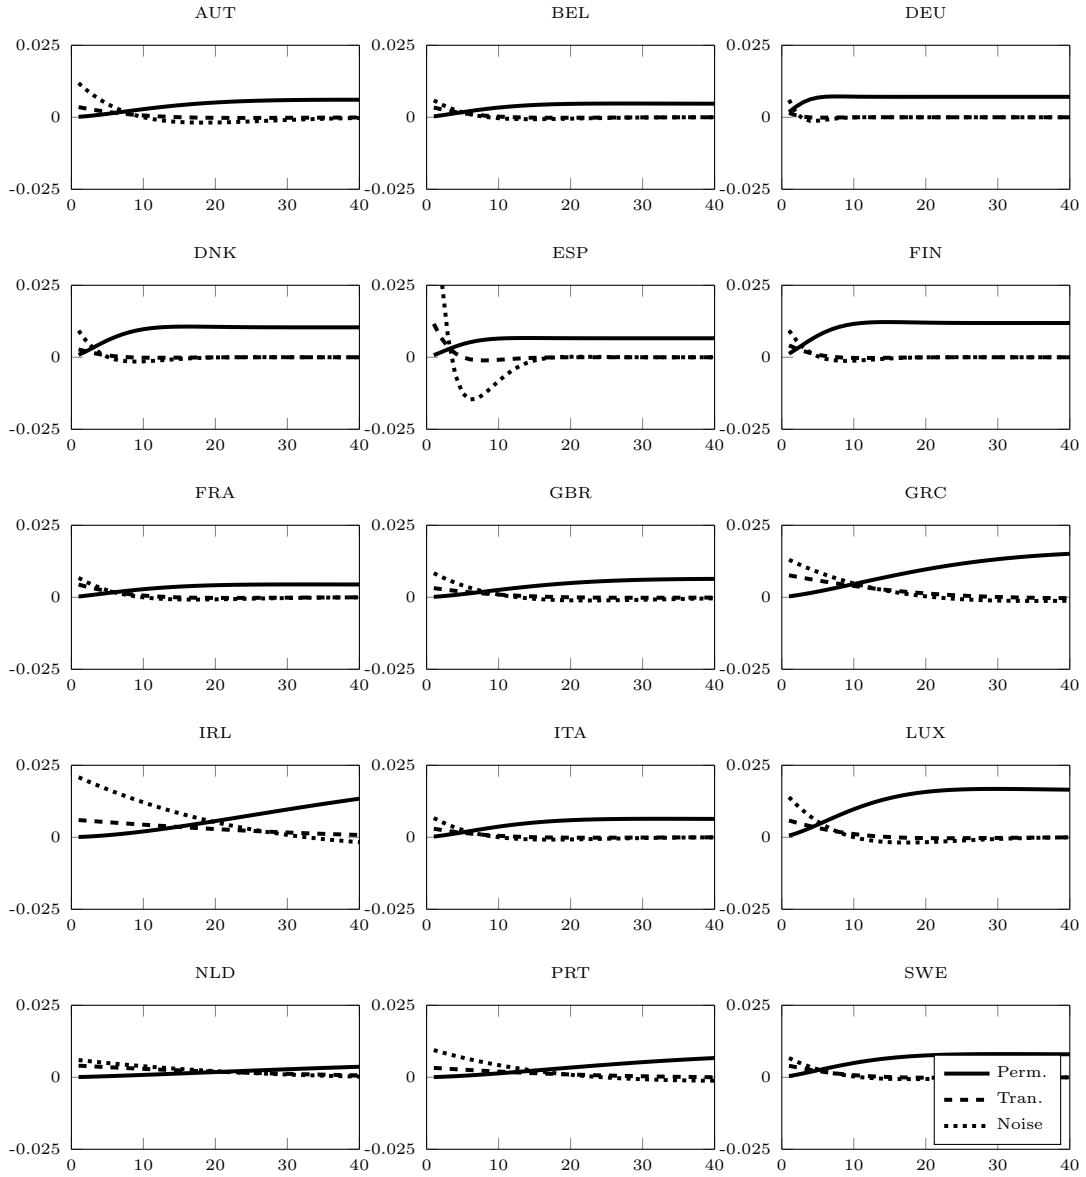 AUT BEL DEU
0.025 0.025 0.025
0 0 0
-0.025 -0.025 -0.025
0 10 20 30 40 0 10 20 30 40 0 10 20 30 40
DNK ESP FIN
0.025 0.025 0.025
0 0 0
-0.025 -0.025 -0.025
0 10 20 30 40 0 10 20 30 40 0 10 20 30 40
FRA GBR GRC
0.025 0.025 0.025
0 0 0
-0.025 -0.025 -0.025
0 10 20 30 40 0 10 20 30 40 0 10 20 30 40
IRL ITA LUX
0.025 0.025 0.025
0 0 0
-0.025 -0.025 -0.025
0 10 20 30 40 0 10 20 30 40 0 10 20 30 40
NLD PRT SWE
0.025 0.025 0.025
0 0 0
-0.025 -0.025 -0.025
0 10 20 30 40 0 10 20 30 40 0 10 20 30 40
Perm.
Tran.
Noise